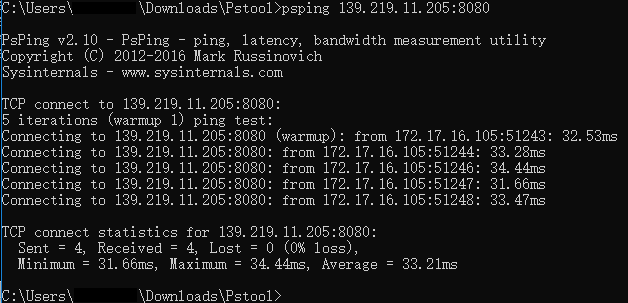 C:\Users\ \Downloads\Pstool>psping 139.219.11.205:8080
PsPing v2.10 - PsPing - ping, latency, bandwidth measurement utility
Copyright (C) 2012-2016 Mark Russinovich
Sysinternals - www.sysinternals.com
TCP connect to 139.219.11.205:8080:
5 iterations (warmup 1) ping test:
Connecting to 139.219.11.205:8080 (warmup): from 172.17.16.105:51243: 32.53ms
Connecting to 139.219.11.205:8080: from 172.17.16.105:51244: 33.28ms
Connecting to 139.219.11.205:8080: from 172.17.16.105:51246: 34.44ms
Connecting to 139.219.11.205:8080: from 172.17.16.105:51247: 31.66ms
Connecting to 139.219.11.205:8080: from 172.17.16.105:51248: 33.47ms
TCP connect statistics for 139.219.11.205:8080:
Sent = 4, Received = 4, Lost = 0 (0% loss),
Minimum = 31.66ms, Maximum = 34.44ms, Average = 33.21ms
C:\Users\ \Downloads\Pstool>